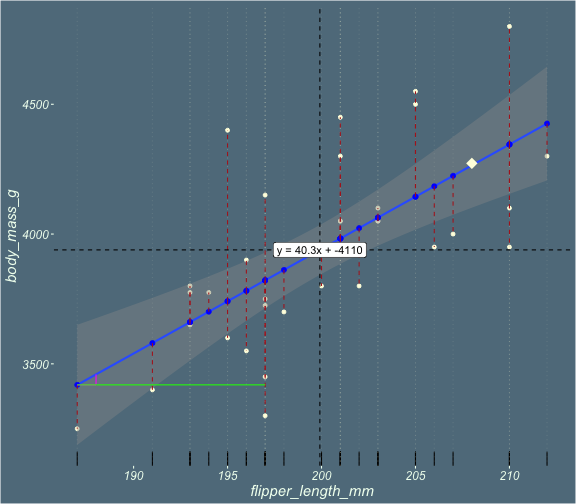 body_mass_g
4500
4000
3500
y = 40.3x + -4110
190
195
200
205
210
flipper_length_mm